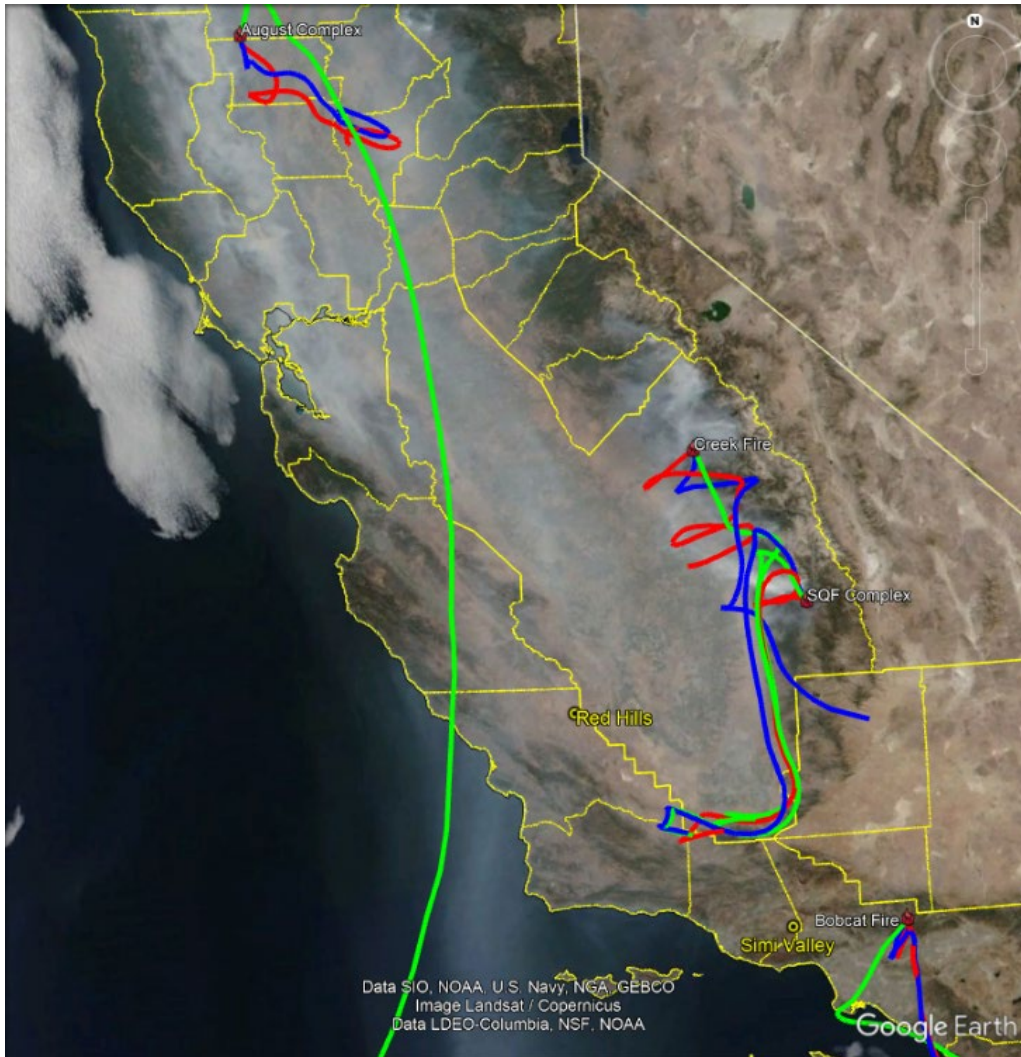 August Complex
N
Creek Fire
SQF Complex
Red Hills
Bobcat Fire
Simi Valley
Data SIO, NOAA, U.S. Navy, NGA, GEBCO
Image Landsat / Copernicus
Data LDEO-Columbia, NSF, NOAA
Google Earth